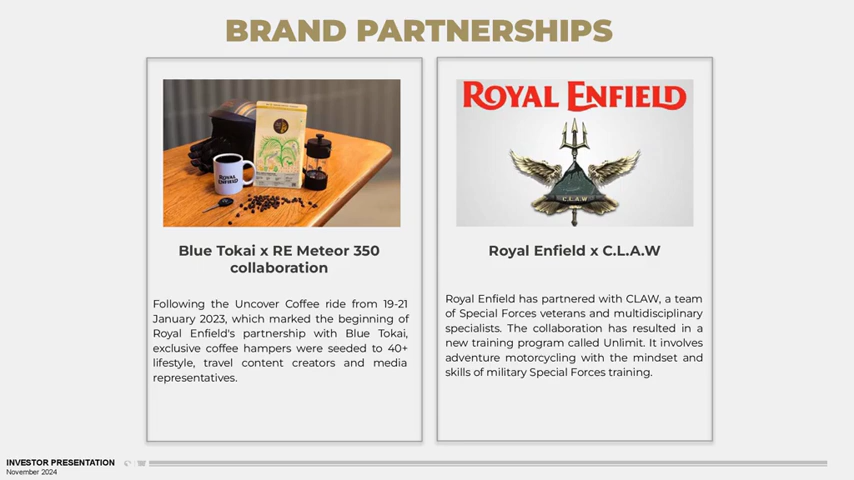 BRAND PARTNERSHIPS
ROYAL
ENFIELD
Blue Tokai x RE Meteor 350
collaboration
Following the Uncover Coffee ride from 19-21
January 2023, which marked the beginning of
Royal Enfield's partnership with Blue Tokai,
exclusive coffee hampers were seeded to 40+
lifestyle, travel content creators and media
representatives.
ROYAL ENFIELD
C.L.A.W
Royal Enfield x C.L.A.W
Royal Enfield has partnered with CLAW, a team
of Special Forces veterans and multidisciplinary
specialists. The collaboration has resulted in a
new training program called Unlimit. It involves
adventure motorcycling with the mindset and
skills of military Special Forces training.
INVESTOR PRESENTATION
November 2024